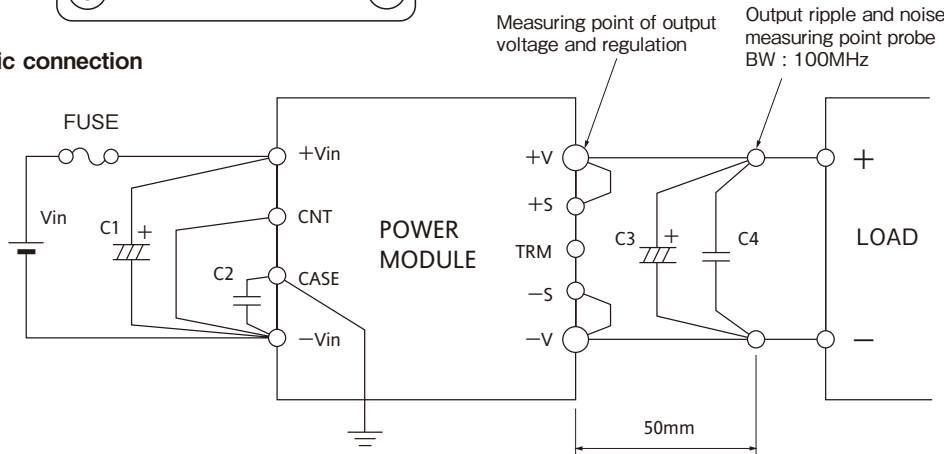 Measuring point of output
voltage and regulation
Output ripple and noise
measuring point probe
BW : 100MHz
ic connection
FUSE
+Vin
+V
+
Vin
C1
+
CNT
+S
POWER
MODULE
TRM
C3
+
C4
LOAD
C2
CASE
−S
−Vin
−V
−
50mm